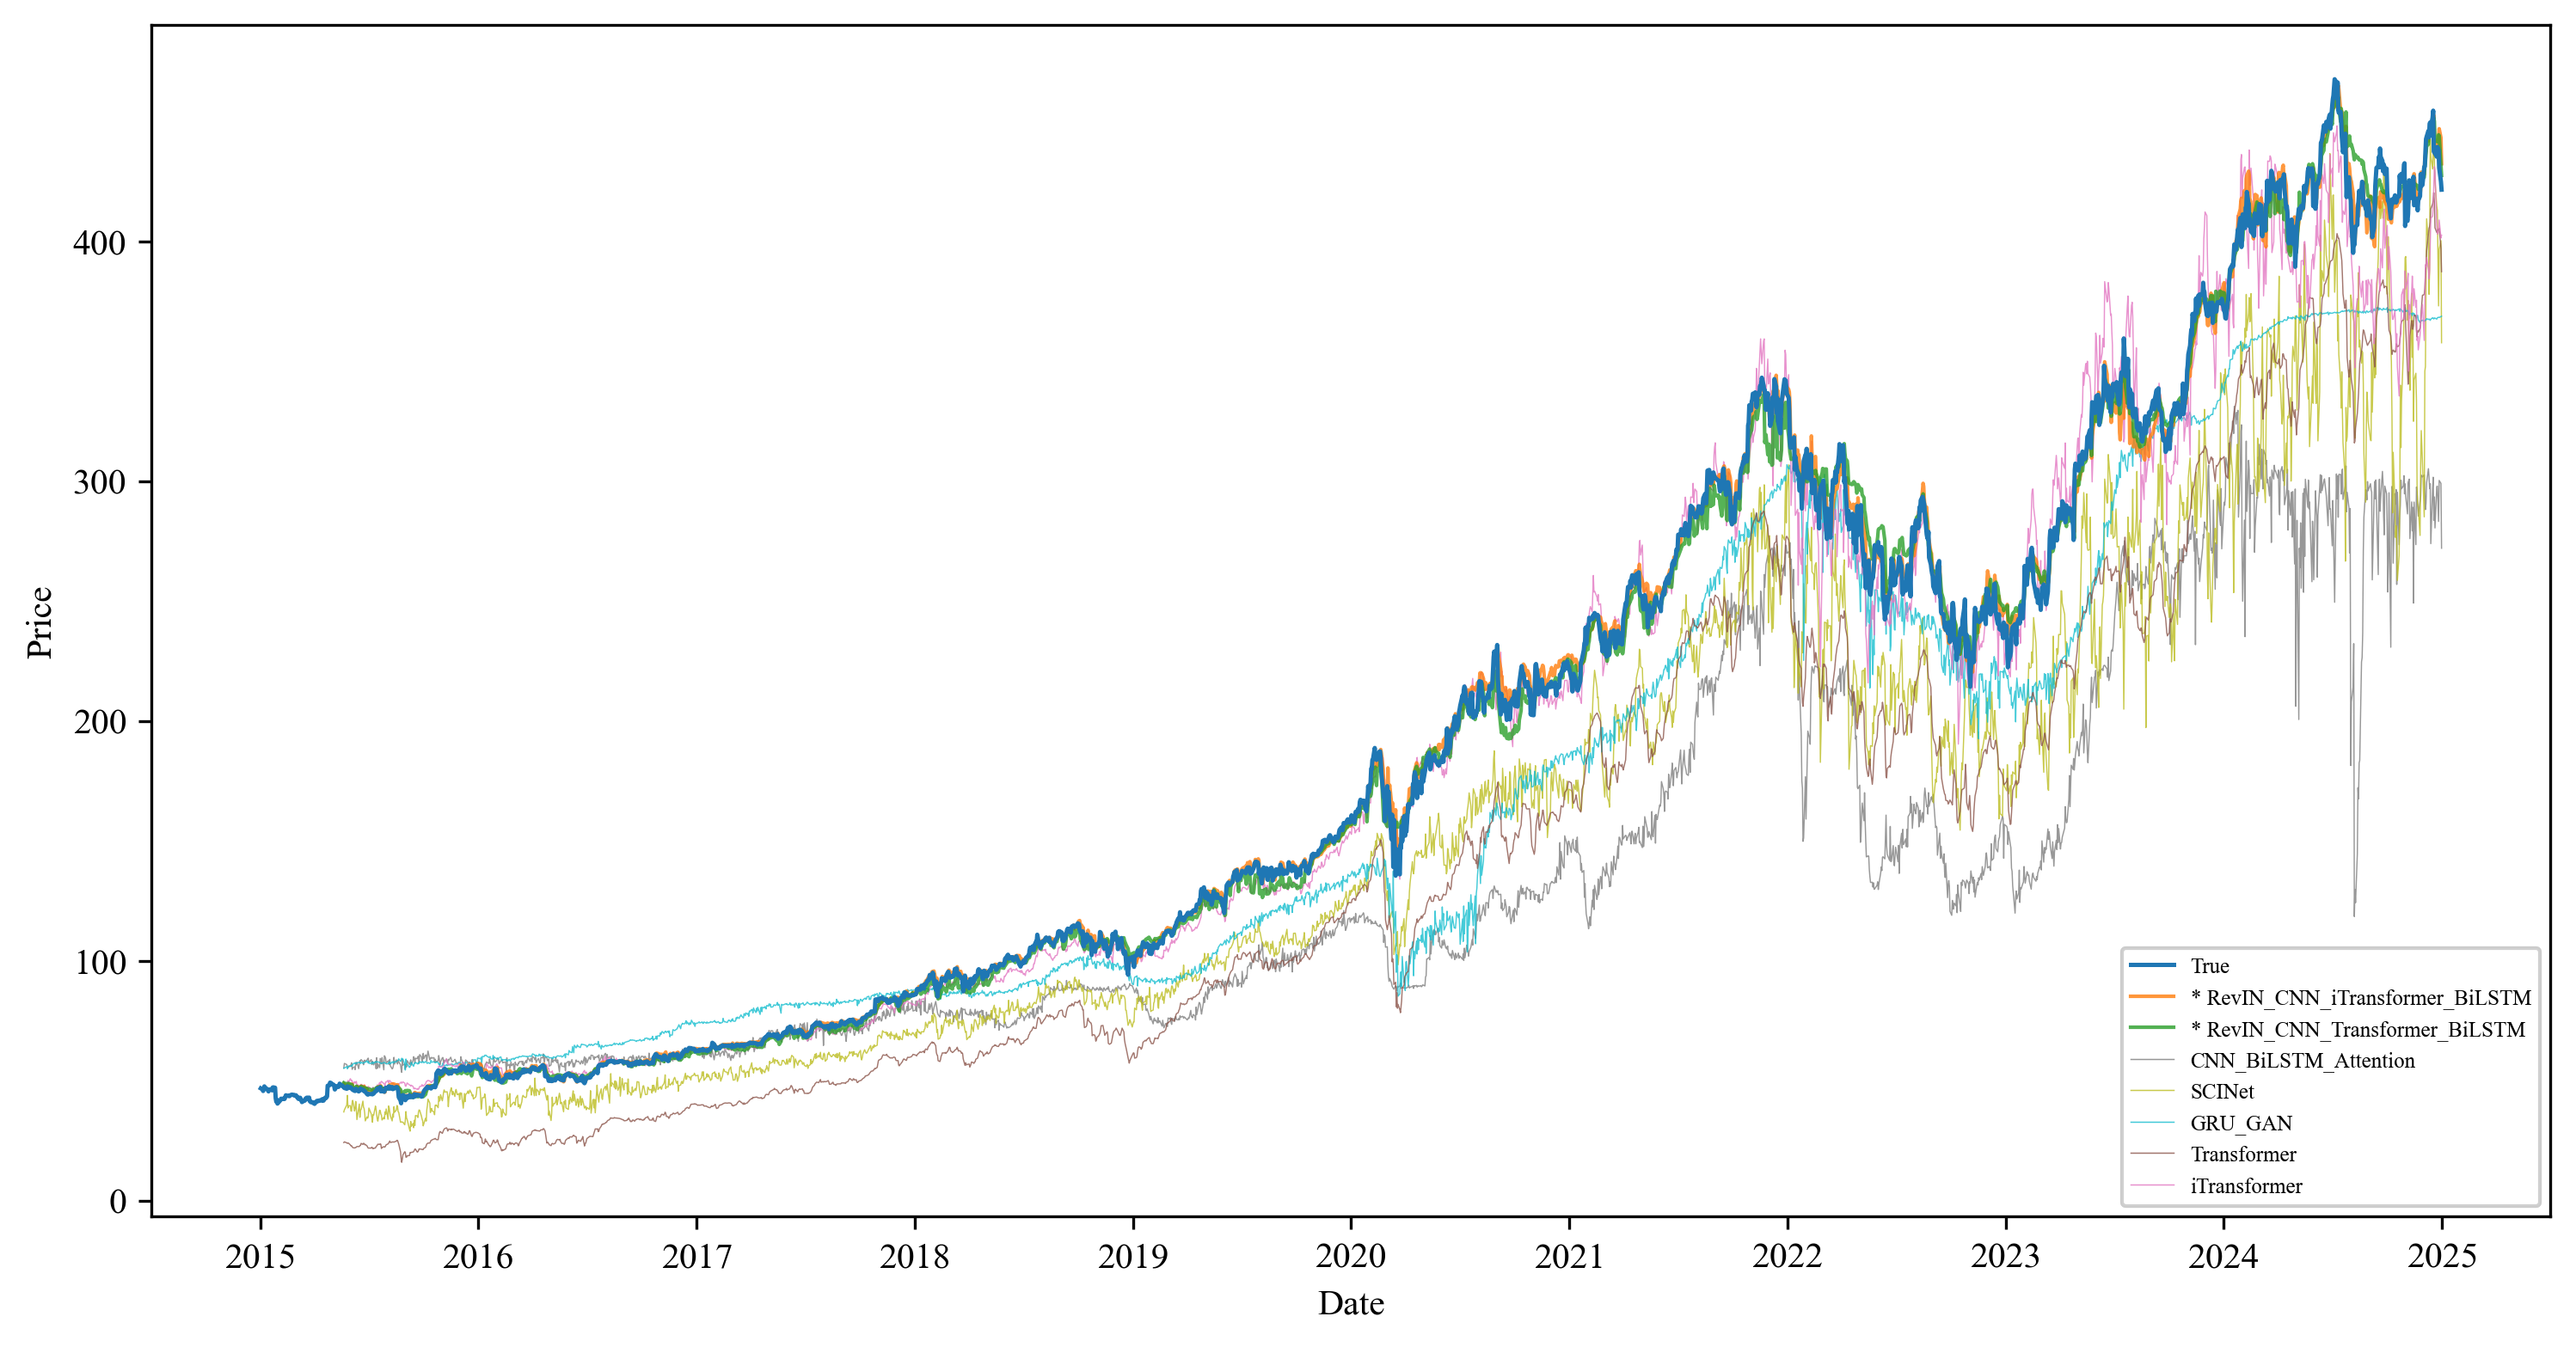 Price
400
300
200
100
0
2015 2016 2017 2018 2019 2020 2021 2022 2023 2024 2025
Date
True
* RevIN_CNN_iTransformer_BiLSTM
* RevIN_CNN_Transformer_BiLSTM
CNN_BiLSTM_Attention
SCINet
GRU_GAN
Transformer
iTransformer